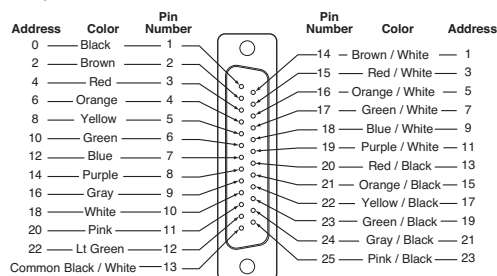 Address Color Pin Number
0 Black 1
2 Brown 2
4 Red 3
6 Orange 4
8 Yellow 5
10 Green 6
12 Blue 7
14 Purple 8
16 Gray 9
18 White 10
20 Pink 11
22 Lt Green 12
Common Black / White 13
Pin Number Color Address
14 Brown / White 1
15 Red / White 3
16 Orange / White 5
17 Green / White 7
18 Blue / White 9
19 Purple / White 11
20 Red / Black 13
21 Orange / Black 15
22 Yellow / Black 17
23 Green / Black 19
24 Gray / Black 21
25 Pink / Black 23